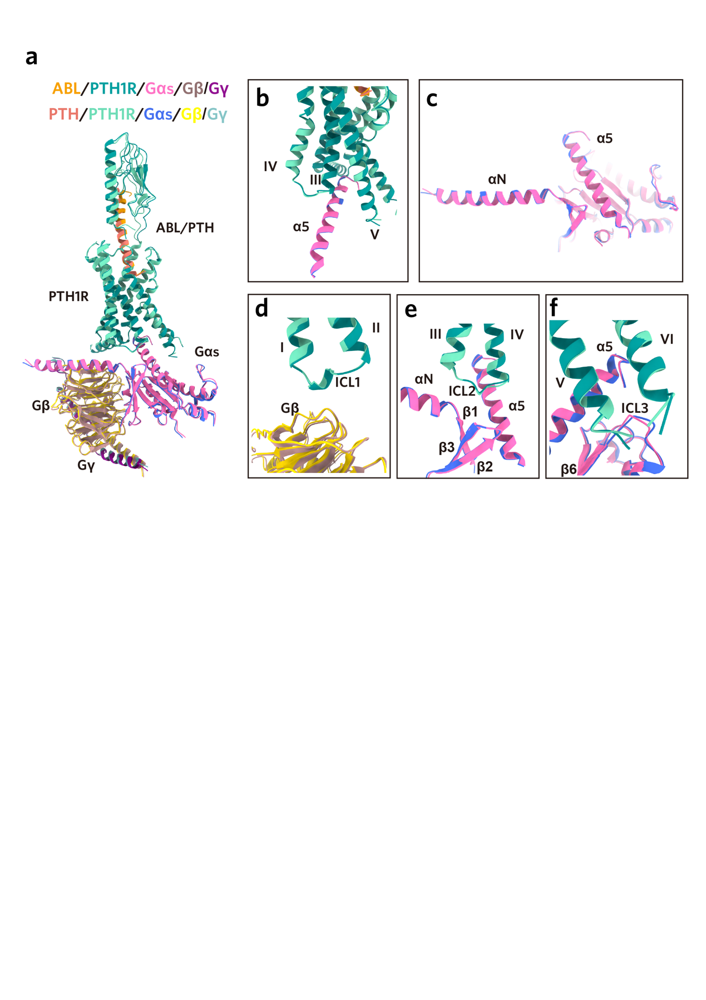 a
ABL/PTH1R/Gαs/Gβ/Gγ
PTH/PTH1R/Gαs/Gβ/Gγ
ABL/PTH
PTH1R
Gαs
Gβ
Gγ
b
IV
III
α5
V
c
α5
αN
d
II
I
ICL1
Gβ
e
III
IV
αN
ICL2
α5
β1
β3
β2
f
VI
α5
V
ICL3
β6